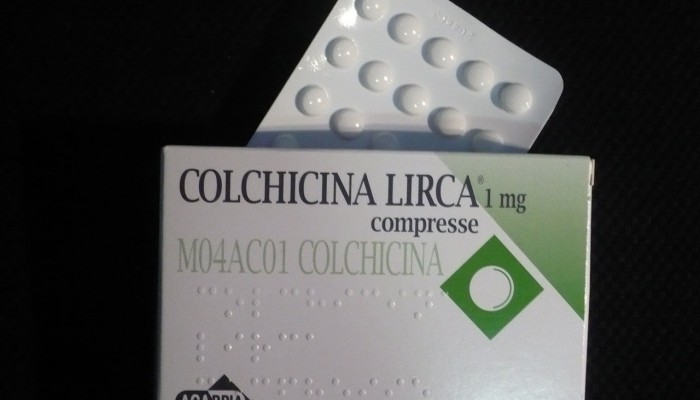 COLCHICINA LIRCA® 1 mg
compresse
M04AC01 COLCHICINA